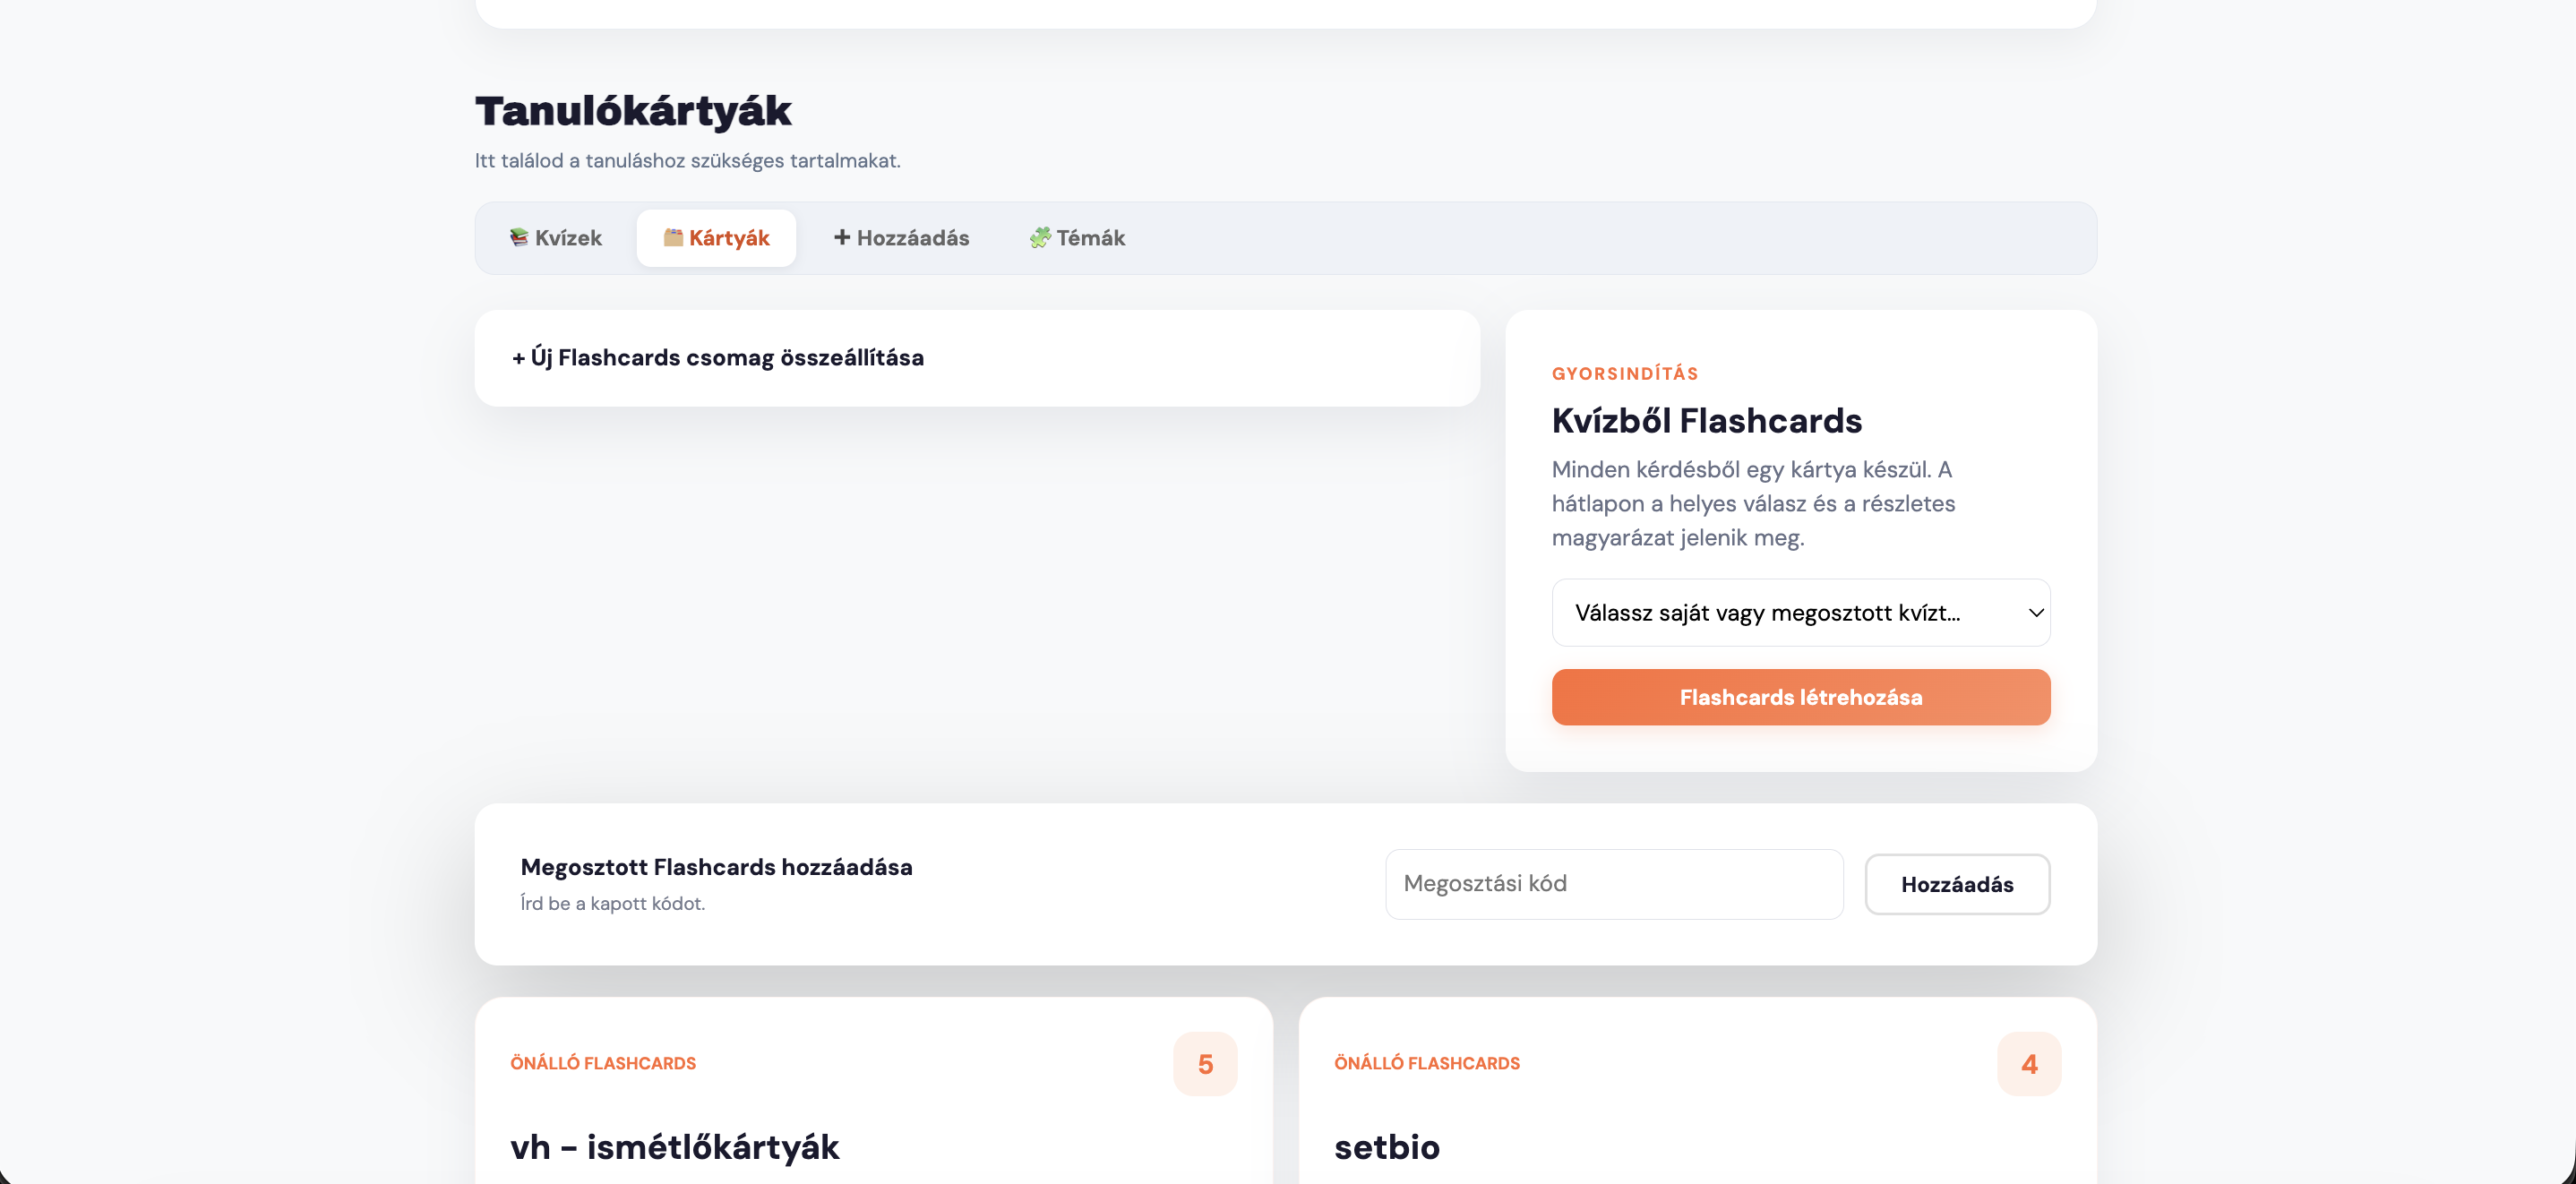 Tanulókártyák
Itt találod a tanuláshoz szükséges tartalmakat.
Kvízek
Kártyák
+ Hozzáadás
Témák
+ Új Flashcards csomag összeállítása
GYORSINDÍTÁS
Kvízből Flashcards
Minden kérdésből egy kártya készül. A
hátlapon a helyes válasz és a részletes
magyarázat jelenik meg.
Válassz saját vagy megosztott kvízt...
Flashcards létrehozása
Megosztott Flashcards hozzáadása
Írd be a kapott kódot.
Megosztási kód
Hozzáadás
ÖNÁLLÓ FLASHCARDS
5
vh - ismétlőkártyák
ÖNÁLLÓ FLASHCARDS
4
setbio